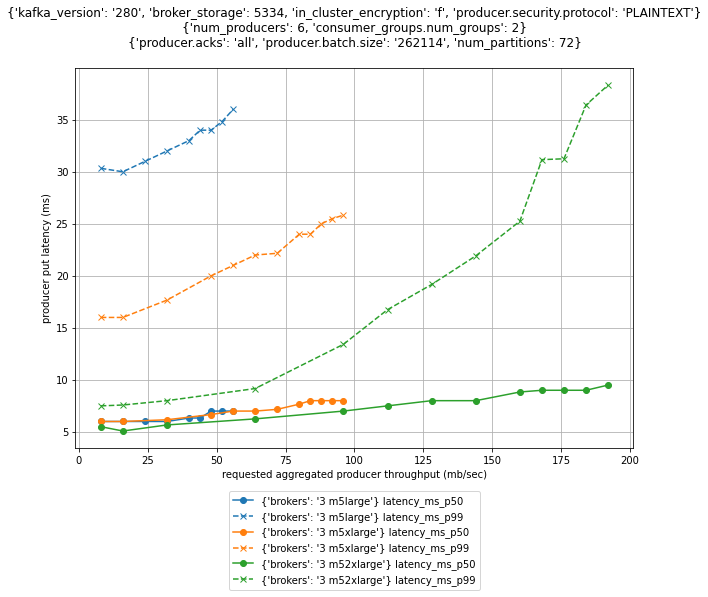 {'kafka_version': '280', 'broker_storage': 5334, 'in_cluster_encryption': 'f', 'producer.security.protocol': 'PLAINTEXT'}
{'num_producers': 6, 'consumer_groups.num_groups': 2}
{'producer.acks': 'all', 'producer.batch.size': '262114', 'num_partitions': 72}
producer put latency (ms)
35
30
25
20
15
10
5
0 25 50 75 100 125 150 175 200
requested aggregated producer throughput (mb/sec)
{'brokers': '3 m5large'} latency_ms_p50
{'brokers': '3 m5large'} latency_ms_p99
{'brokers': '3 m5xlarge'} latency_ms_p50
{'brokers': '3 m5xlarge'} latency_ms_p99
{'brokers': '3 m52xlarge'} latency_ms_p50
{'brokers': '3 m52xlarge'} latency_ms_p99